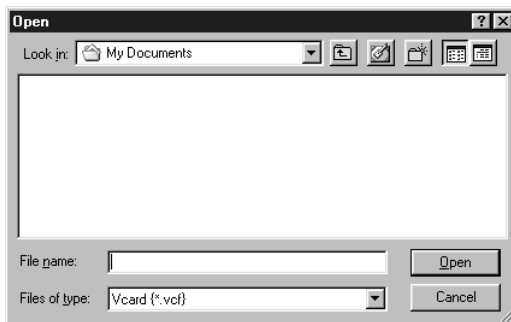 Open
Look in: My Documents
File name: Open
Files of type: Vcard {*.vcf} Cancel